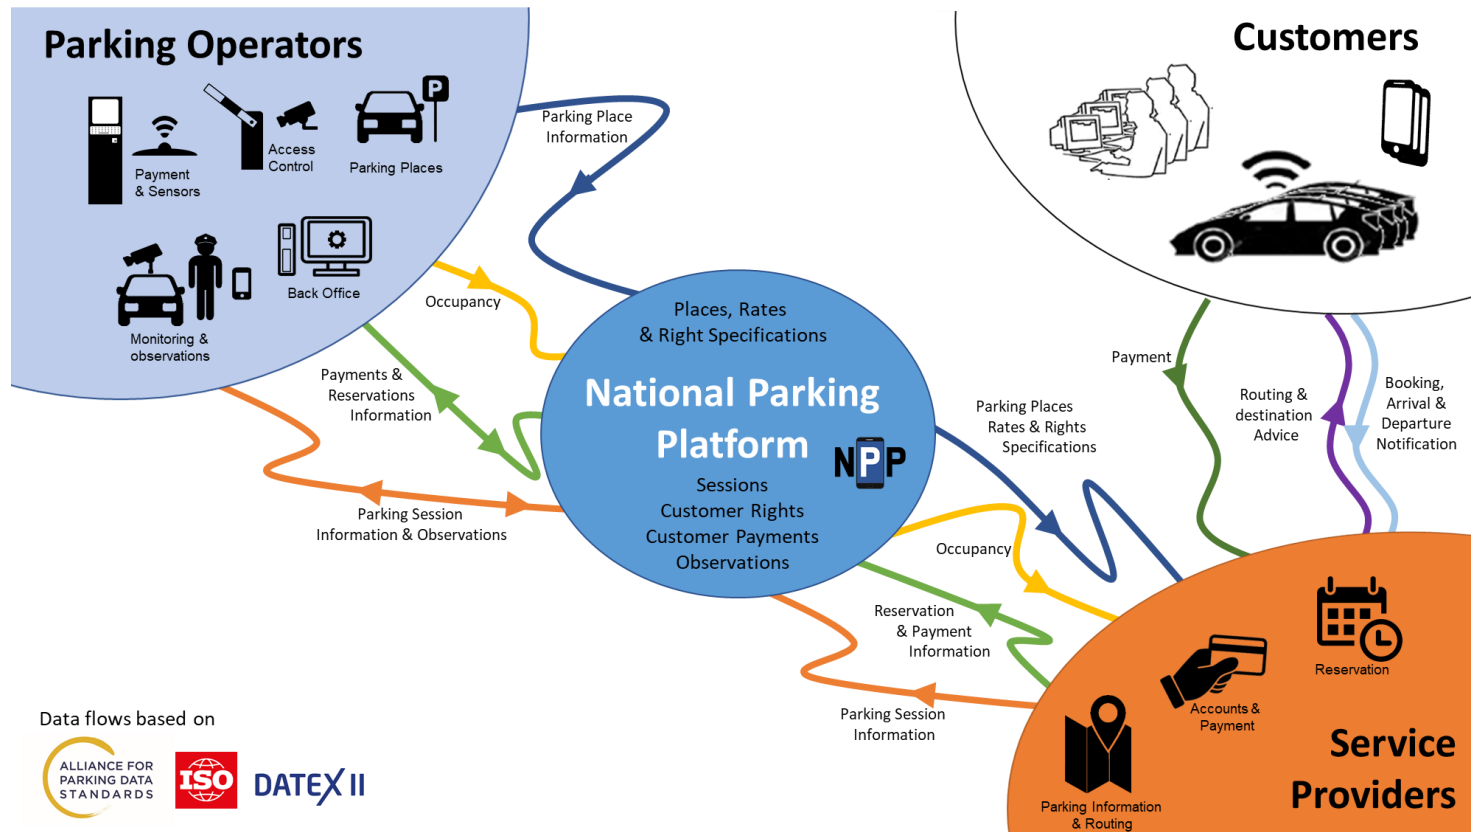 Parking Operators
Payment
& Sensors
Access
Control
P
Parking Places
Monitoring &
observations
Back Office
Customers
Parking Place
Information
Occupancy
Payments &
Reservations
Information
Parking Session
Information & Observations
Places, Rates
& Right Specifications
National Parking
Platform
NPP
Sessions
Customer Rights
Customer Payments
Observations
Payment
Routing &
destination
Advice
Booking,
Arrival &
Departure
Notification
Parking Places
Rates & Rights
Specifications
Occupancy
Reservation
& Payment
Information
Parking Session
Information
Reservation
Accounts &
Payment
Parking Information
& Routing
Service
Providers
Data flows based on
ALLIANCE FOR
PARKING DATA
STANDARDS
ISO
DATEX II